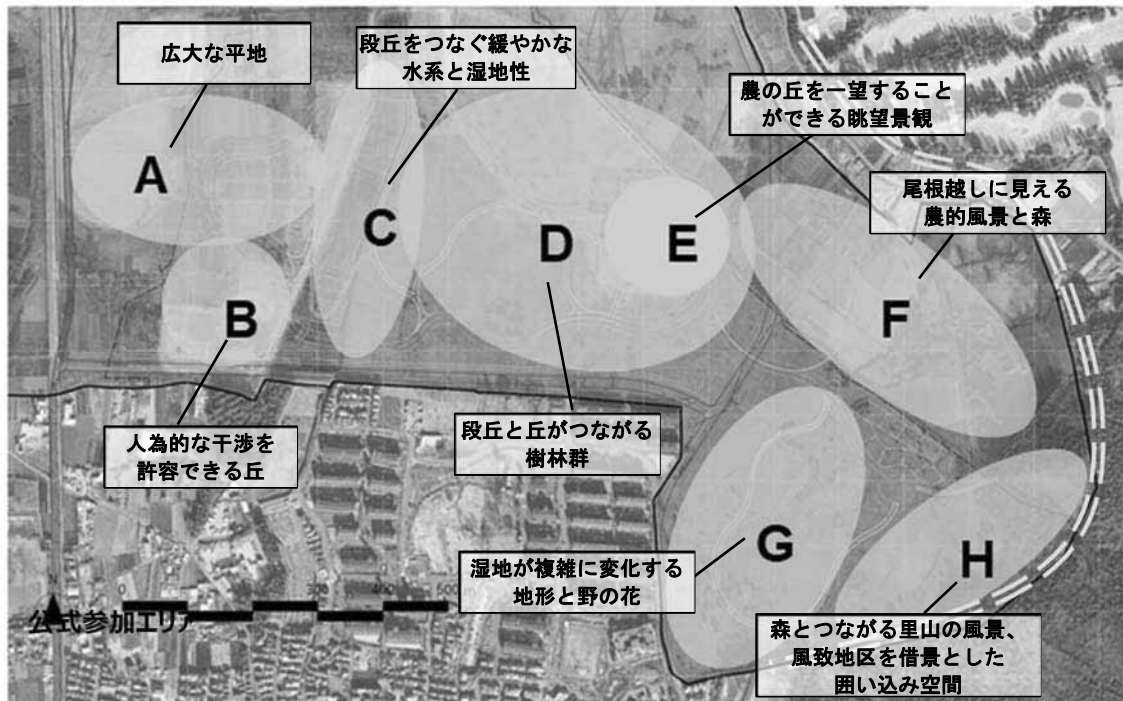 広大な平地
段丘をつなぐ緩やかな
水系と湿地性
農の丘を一望すること
ができる眺望景観
尾根越しに見える
農的風景と森
A
B
C
D
E
F
G
H
人為的な干渉を
許容できる丘
段丘と丘がつながる
樹林群
湿地が複雑に変化する
地形と野の花
森とつながる里山の風景、
風致地区を借景とした
囲い込み空間
0
公式参加エリア